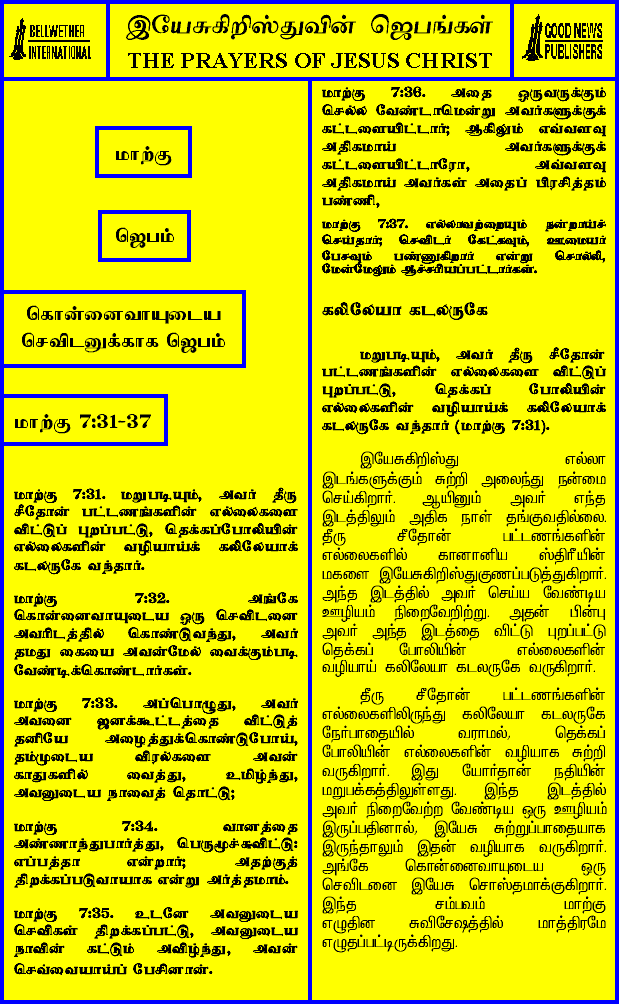 BELLWETHER
INTERNATIONAL
இயேசுகிறிஸ்துவின் ஜெபங்கள்
THE PRAYERS OF JESUS CHRIST
GOOD NEWS
PUBLISHERS
மாற்கு
ஜெபம்
கொன்னைவாயுடைய
செவிடனுக்காக ஜெபம்
மாற்கு 7:31-37
மாற்கு 7:31. மறுபடியும், அவர் தீரு
சீதோன் பட்டணங்களின் எல்லைகளை
விட்டுப் புறப்பட்டு, தெக்கப்போலியின்
எல்லைகளின் வழியாய்க் கலிலேயாக்
கடலருகே வந்தார்.
மாற்கு 7:32. அங்கே
கொன்னைவாயுடைய ஒரு செவிடனை
அவரிடத்தில் கொண்டுவந்து, அவர்
தமது கையை அவன்மேல் வைக்கும்படி
வேண்டிக்கொண்டார்கள்.
மாற்கு 7:33. அப்பொழுது, அவர்
அவனை ஜனக்கூட்டத்தை விட்டுத்
தனியே அழைத்துக்கொண்டுபோய்,
தம்முடைய விரல்களை அவன்
காதுகளில் வைத்து, உமிழ்ந்து,
அவனுடைய நாவைத் தொட்டு;
மாற்கு 7:34. வானத்தை
அண்ணாந்துபார்த்து, பெருமூச்சுவிட்டு:
எப்பத்தா என்றார்; அதற்குத்
திறக்கப்படுவாயாக என்று அர்த்தமாம்.
மாற்கு 7:35. உடனே அவனுடைய
செவிகள் திறக்கப்பட்டு, அவனுடைய
நாவின் கட்டும் அவிழ்ந்து, அவன்
செவ்வையாய்ப் பேசினான்.
மாற்கு 7:36. அதை ஒருவருக்கும்
சொல்ல வேண்டாமென்று அவர்களுக்குக்
கட்டளையிட்டார்; ஆகிலும் எவ்வளவு
அதிகமாய் அவர்களுக்குக்
கட்டளையிட்டாரோ, அவ்வளவு
அதிகமாய் அவர்கள் அதைப் பிரசித்தம்
பண்ணி,
மாற்கு 7:37. எல்லாவற்றையும் நன்றாய்ச்
செய்தார்; செவிடர் கேட்கவும், ஊமையர்
பேசவும் பண்ணுகிறார் என்று சொல்லி,
மேன்மேலும் ஆச்சரியப்பட்டார்கள்.
கலிலேயா கடலருகே
மறுபடியும், அவர் தீரு சீதோன்
பட்டணங்களின் எல்லைகளை விட்டுப்
புறப்பட்டு, தெக்கப் போலியின்
எல்லைகளின் வழியாய்க் கலிலேயாக்
கடலருகே வந்தார் (மாற்கு 7:31).
இயேசுகிறிஸ்து எல்லா
இடங்களுக்கும் சுற்றி அலைந்து நன்மை
செய்கிறார். ஆயினும் அவர் எந்த
இடத்திலும் அதிக நாள் தங்குவதில்லை.
தீரு சீதோன் பட்டணங்களின்
எல்லைகளில் கானானிய ஸ்திரீயின்
மகளை இயேசுகிறிஸ்துகுணப்படுத்துகிறார்.
அந்த இடத்தில் அவர் செய்ய வேண்டிய
ஊழியம் நிறைவேறிற்று. அதன் பின்பு
அவர் அந்த இடத்தை விட்டு புறப்பட்டு
தெக்கப் போலியின் எல்லைகளின்
வழியாய் கலிலேயா கடலருகே வருகிறார்.
தீரு சீதோன் பட்டணங்களின்
எல்லைகளிலிருந்து கலிலேயா கடலருகே
நேர்பாதையில் வராமல், தெக்கப்
போலியின் எல்லைகளின் வழியாக சுற்றி
வருகிறார். இது யோர்தான் நதியின்
மறுபக்கத்திலுள்ளது. இந்த இடத்தில்
அவர் நிறைவேற்ற வேண்டிய ஒரு ஊழியம்
இருப்பதினால், இயேசு சுற்றுப்பாதையாக
இருந்தாலும் இதன் வழியாக வருகிறார்.
அங்கே கொன்னைவாயுடைய ஒரு
செவிடனை இயேசு சொஸ்தமாக்குகிறார்.
இந்த சம்பவம் மாற்கு
எழுதின சுவிசேஷத்தில் மாத்திரமே
எழுதப்பட்டிருக்கிறது.